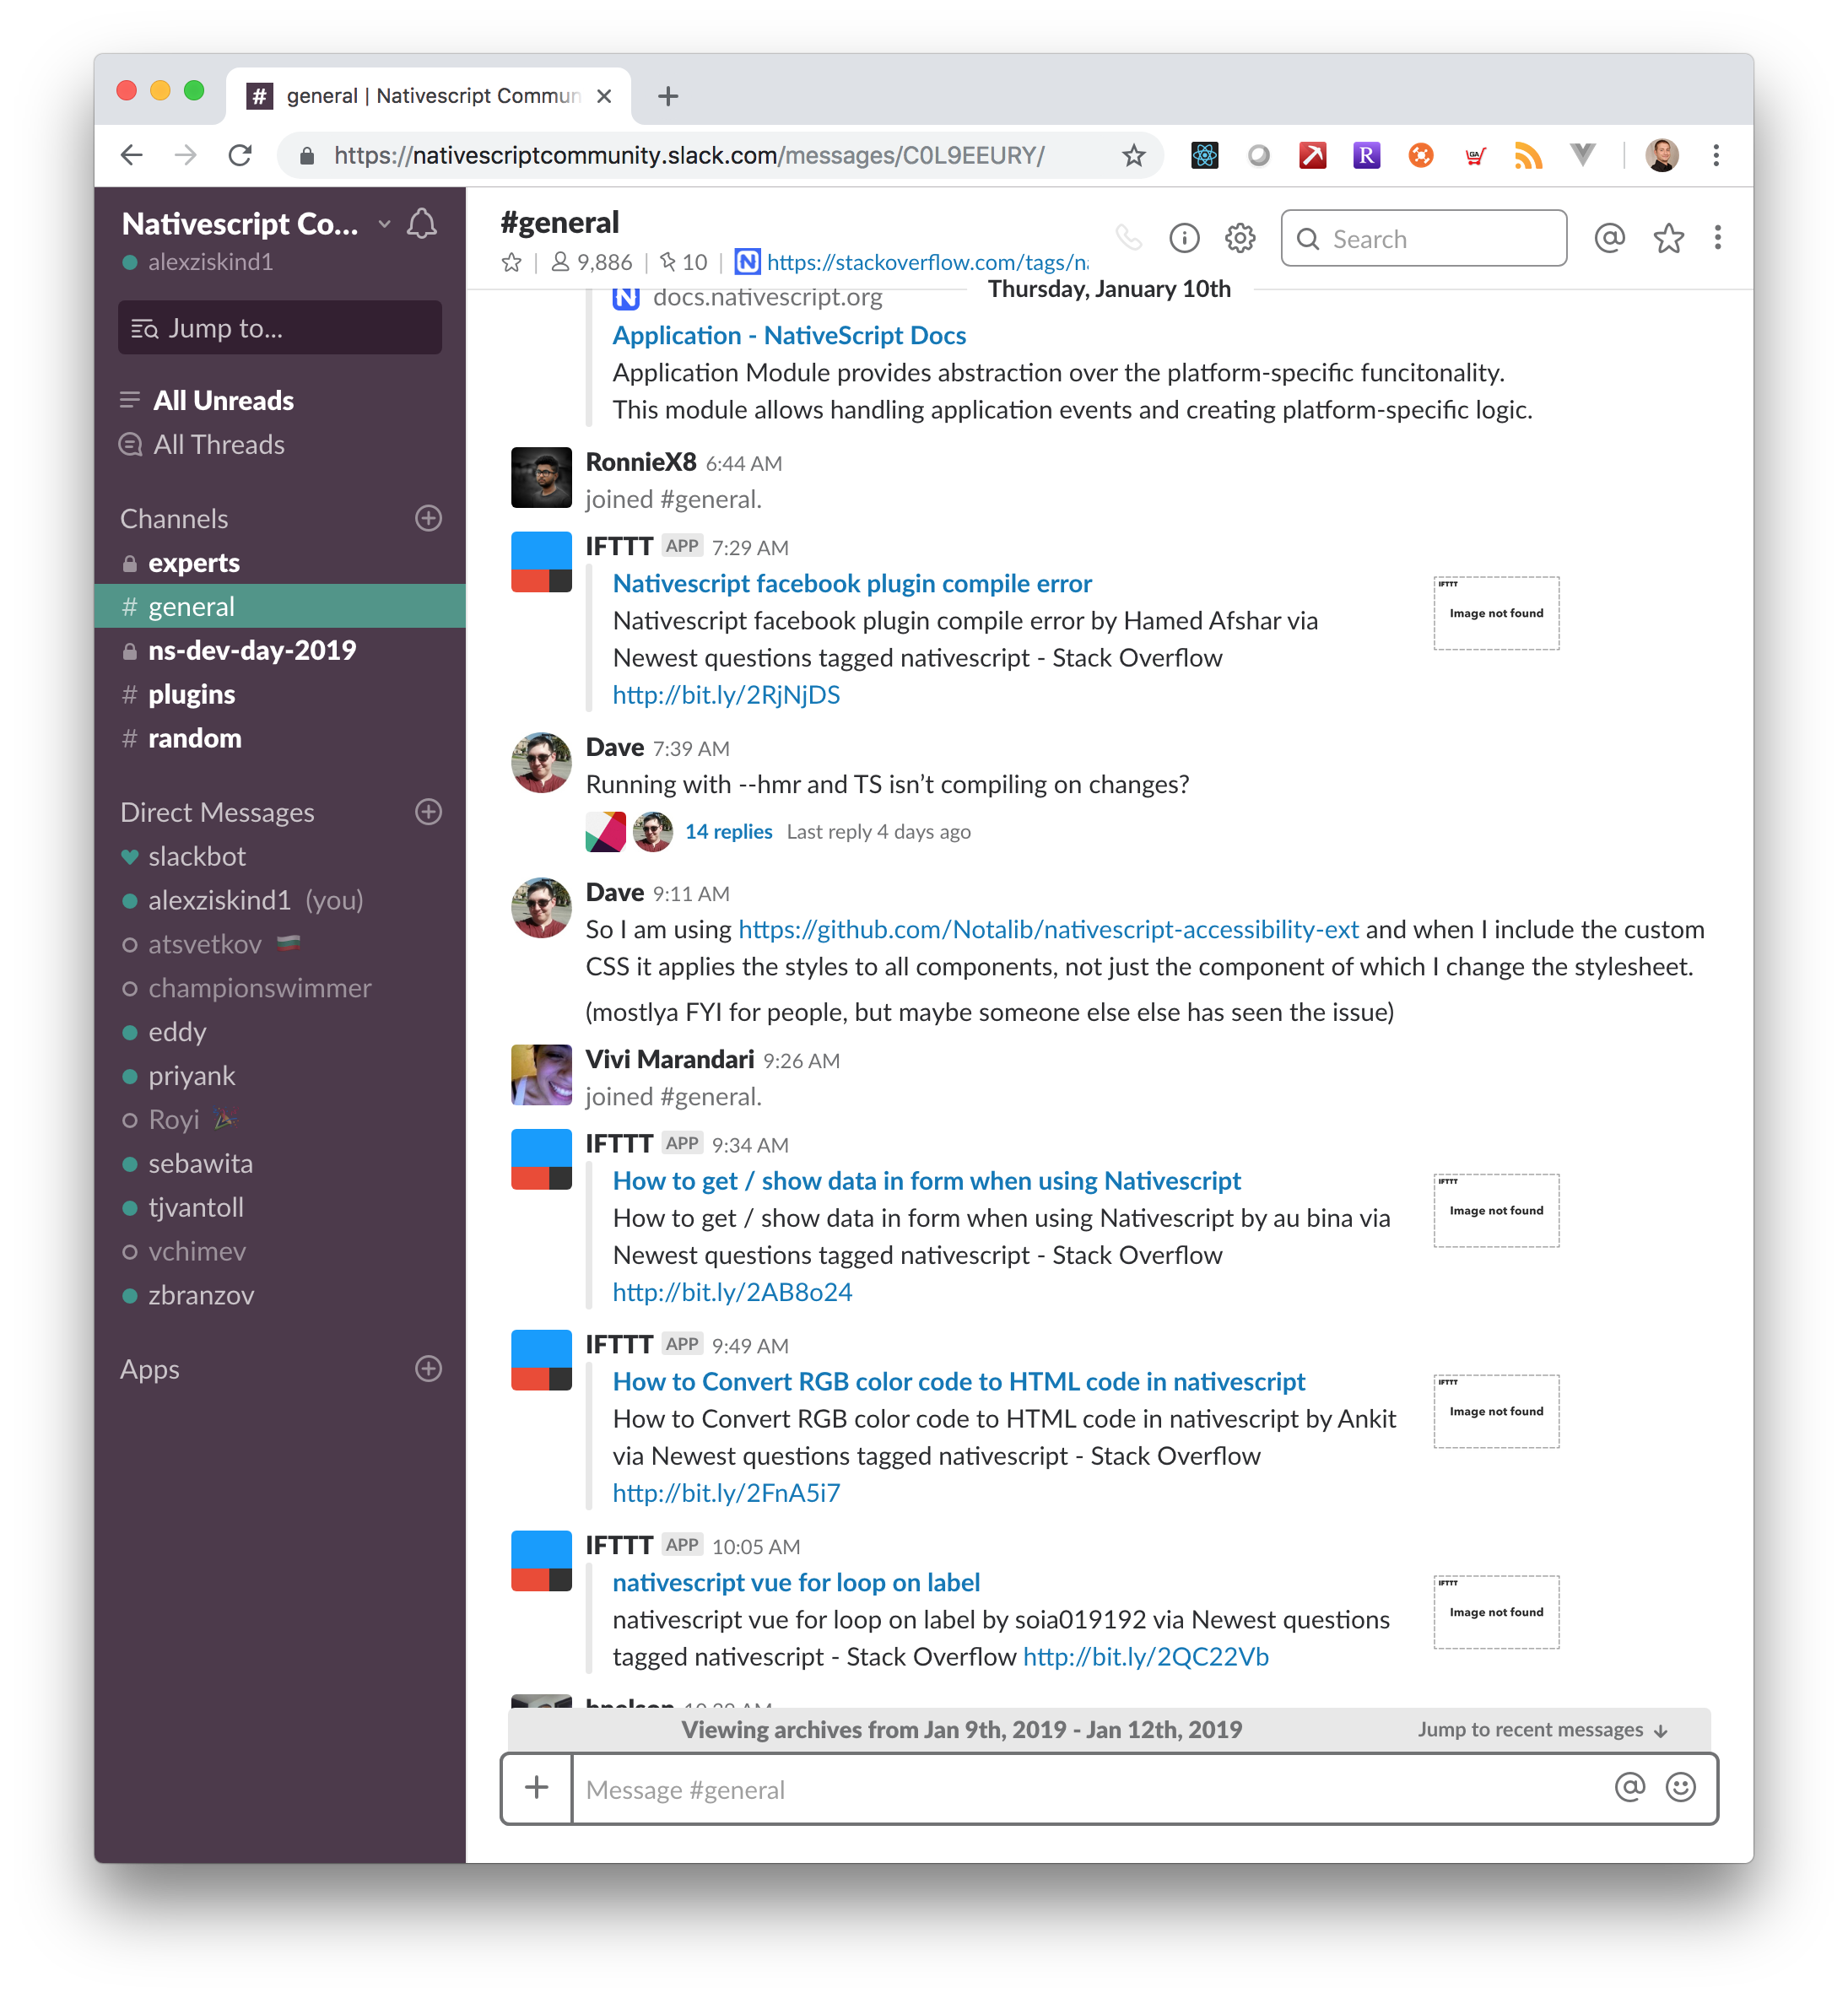 # general | Nativescript Commun
https://nativescriptcommunity.slack.com/messages/C0L9EEURY/
Nativescript Co...
alexziskind1
Jump to...
All Unreads
All Threads
Channels
experts
# general
ns-dev-day-2019
# plugins
# random
Direct Messages
slackbot
alexziskind1 (you)
atsvetkov
championswimmer
eddy
priyank
Royi
sebawita
tjvantoll
vchimev
zbranzov
Apps
#general
9,886 | 10 | N https://stackoverflow.com/tags/na
Search
Thursday, January 10th
N docs.nativescript.org
Application - NativeScript Docs
Application Module provides abstraction over the platform-specific funcitonality.
This module allows handling application events and creating platform-specific logic.
RonnieX8 6:44 AM
joined #general.
IFTTT APP 7:29 AM
Nativescript facebook plugin compile error
Nativescript facebook plugin compile error by Hamed Afshar via
Newest questions tagged nativescript - Stack Overflow
http://bit.ly/2RjNjDS
IFTTT
Image not found
Dave 7:39 AM
Running with --hmr and TS isn’t compiling on changes?
14 replies Last reply 4 days ago
Dave 9:11 AM
So I am using https://github.com/Notalib/nativescript-accessibility-ext and when I include the custom
CSS it applies the styles to all components, not just the component of which I change the stylesheet.
(mostlya FYI for people, but maybe someone else else has seen the issue)
Vivi Marandari 9:26 AM
joined #general.
IFTTT APP 9:34 AM
How to get / show data in form when using Nativescript
How to get / show data in form when using Nativescript by au bina via
Newest questions tagged nativescript - Stack Overflow
http://bit.ly/2AB8o24
IFTTT
Image not found
IFTTT APP 9:49 AM
How to Convert RGB color code to HTML code in nativescript
How to Convert RGB color code to HTML code in nativescript by Ankit
via Newest questions tagged nativescript - Stack Overflow
http://bit.ly/2FnA5i7
IFTTT
Image not found
IFTTT APP 10:05 AM
nativescript vue for loop on label
nativescript vue for loop on label by soia019192 via Newest questions
tagged nativescript - Stack Overflow http://bit.ly/2QC22Vb
IFTTT
Image not found
Viewing archives from Jan 9th, 2019 - Jan 12th, 2019
Jump to recent messages
Message #general